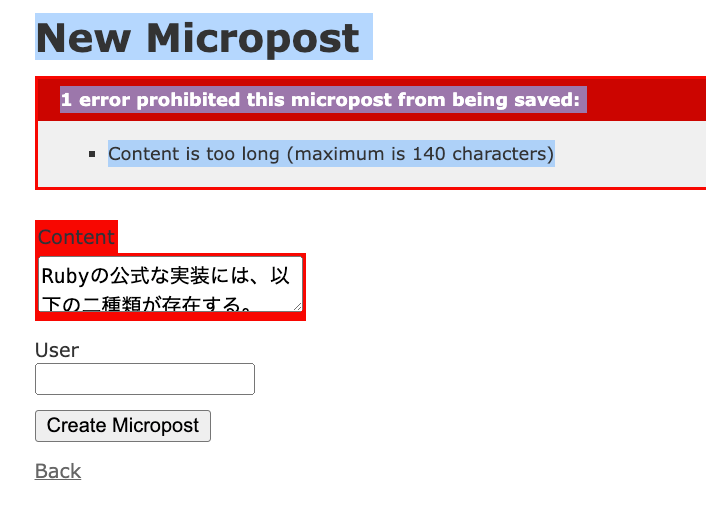 New Micropost
1 error prohibited this micropost from being saved:
Content is too long (maximum is 140 characters)
Content
Rubyの公式な実装には、以
下の二種類が存在する。
User
Create Micropost
Back